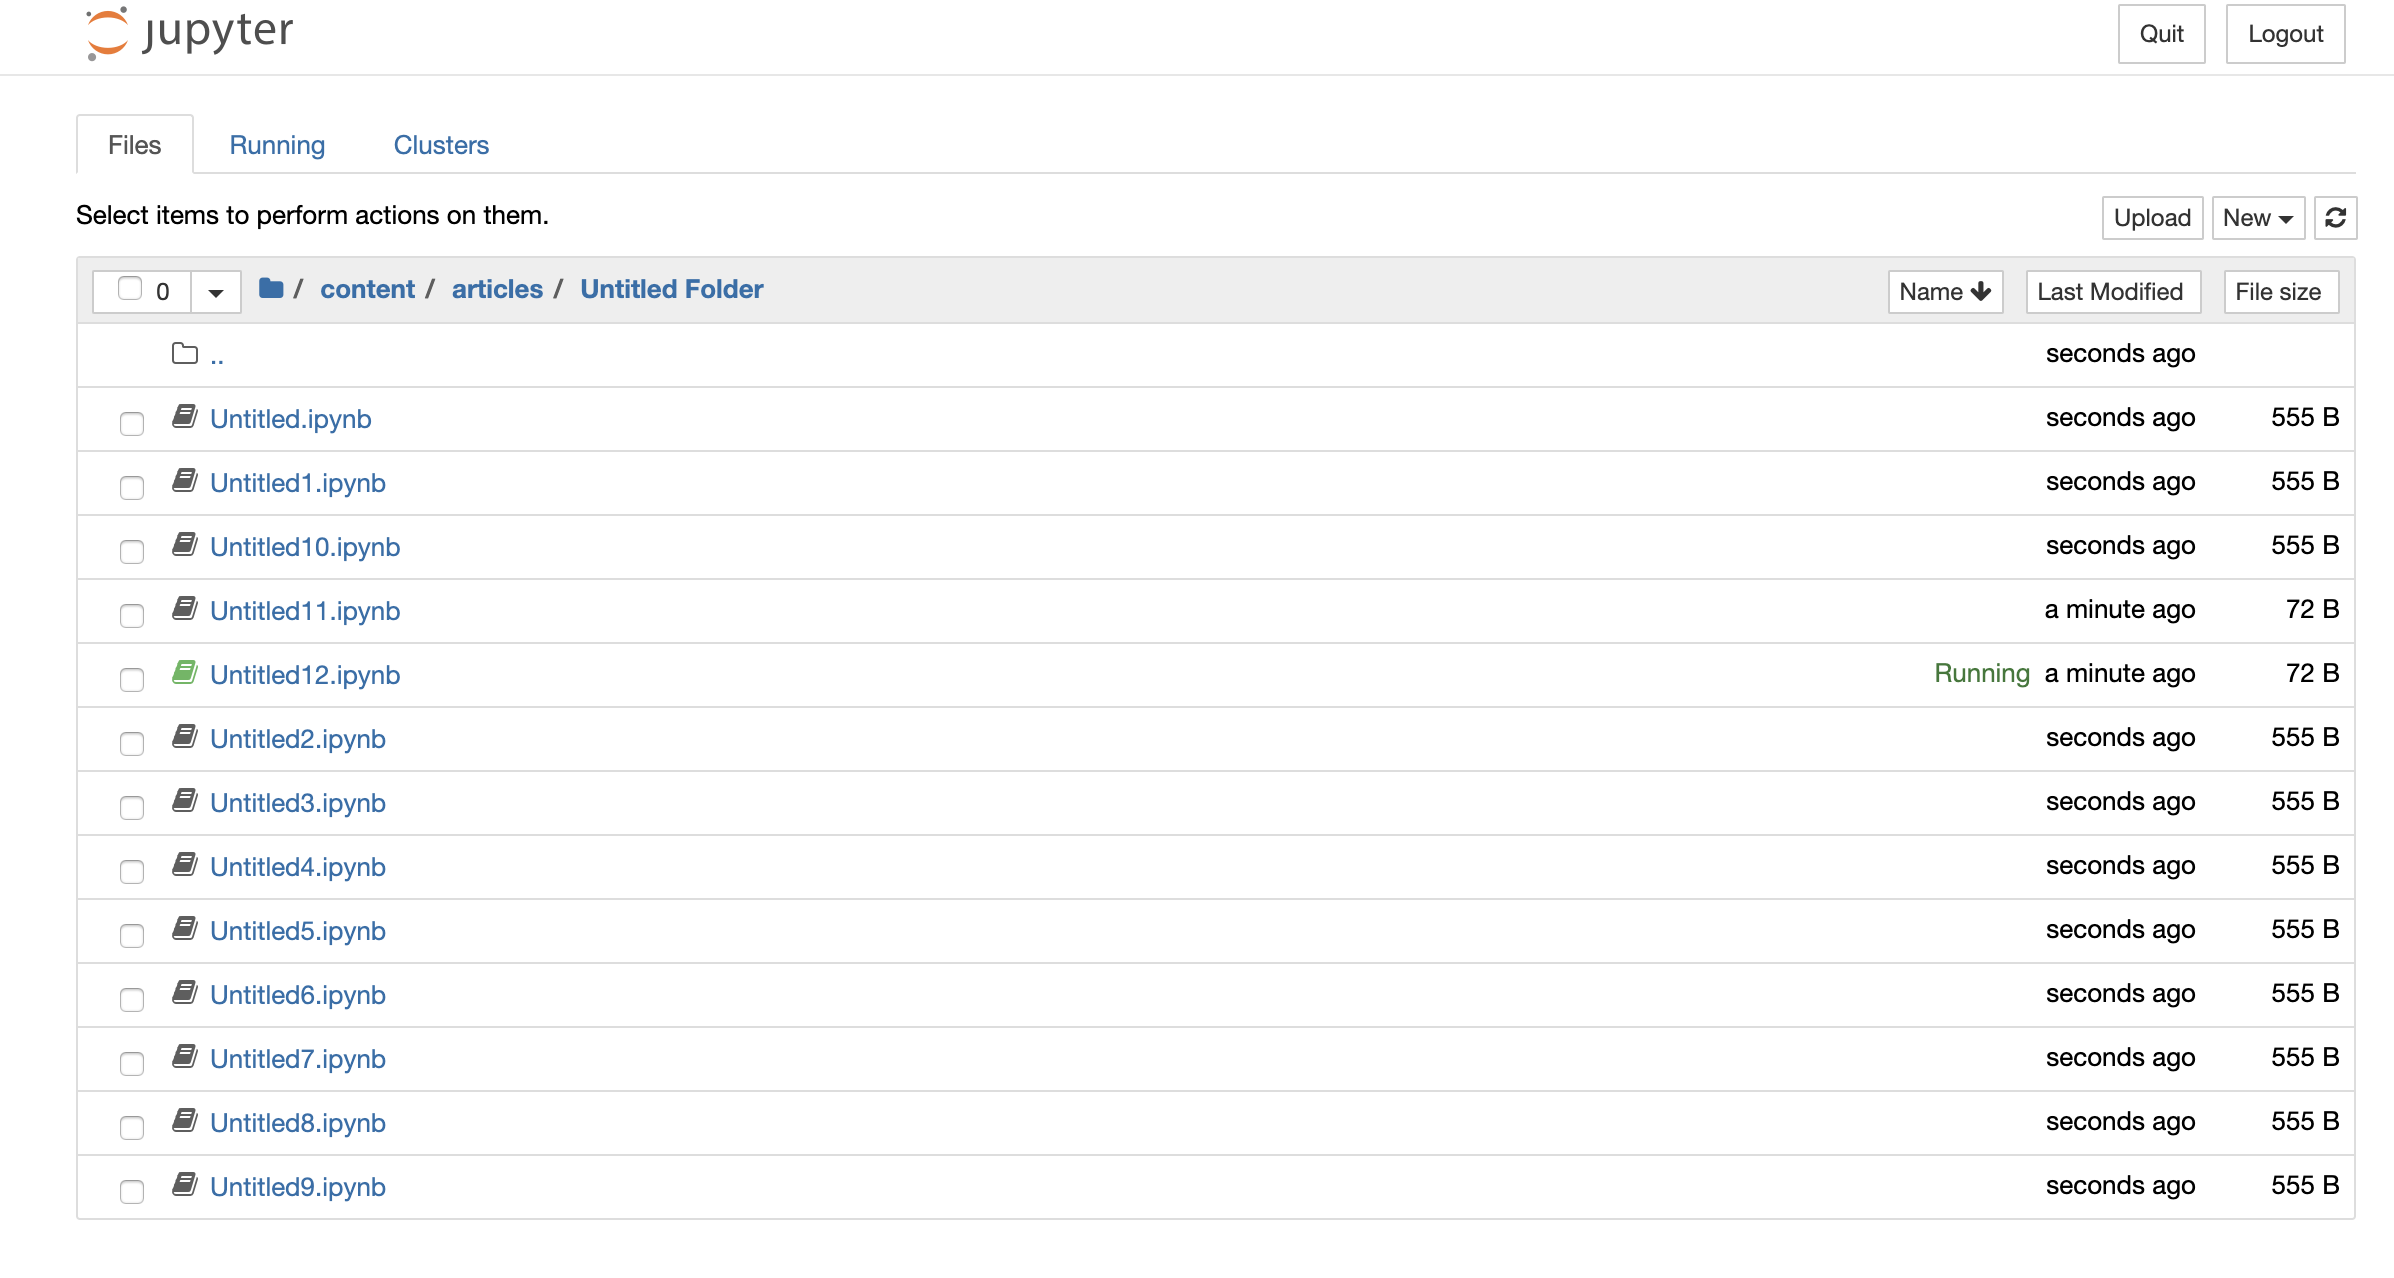 jupyter
Quit Logout
Files Running Clusters
Select items to perform actions on them.
Upload New
0 / content / articles / Untitled Folder Name Last Modified File size
.. seconds ago
Untitled.ipynb seconds ago 555 B
Untitled1.ipynb seconds ago 555 B
Untitled10.ipynb seconds ago 555 B
Untitled11.ipynb a minute ago 72 B
Untitled12.ipynb Running a minute ago 72 B
Untitled2.ipynb seconds ago 555 B
Untitled3.ipynb seconds ago 555 B
Untitled4.ipynb seconds ago 555 B
Untitled5.ipynb seconds ago 555 B
Untitled6.ipynb seconds ago 555 B
Untitled7.ipynb seconds ago 555 B
Untitled8.ipynb seconds ago 555 B
Untitled9.ipynb seconds ago 555 B